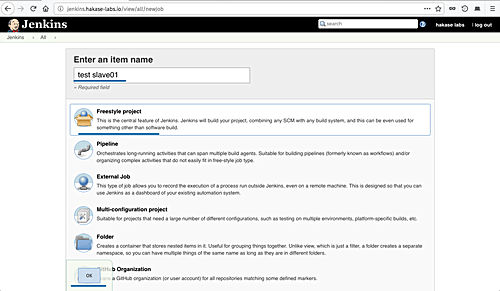 jenkins.hakase-labs.io/view/all/newJob
Jenkins
search
hakase labs
log out
Jenkins
All
Enter an item name
test slave01
» Required field
Freestyle project
This is the central feature of Jenkins. Jenkins will build your project, combining any SCM with any build system, and this can be even used for
something other than software build.
Pipeline
Orchestrates long-running activities that can span multiple build agents. Suitable for building pipelines (formerly known as workflows) and/or
organizing complex activities that do not easily fit in free-style job type.
External Job
This type of job allows you to record the execution of a process run outside Jenkins, even on a remote machine. This is designed so that you can
use Jenkins as a dashboard of your existing automation system.
Multi-configuration project
Suitable for projects that need a large number of different configurations, such as testing on multiple environments, platform-specific builds, etc.
Folder
Creates a container that stores nested items in it. Useful for grouping things together. Unlike view, which is just a filter, a folder creates a separate
namespace, so you can have multiple things of the same name as long as they are in different folders.
Organization
OK
a GitHub organization (or user account) for all repositories matching some defined markers.